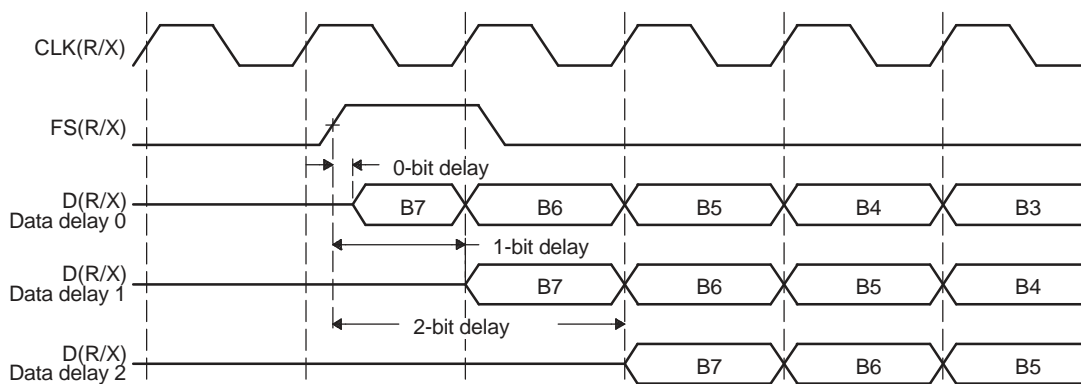 CLK(R/X)
FS(R/X)
0-bit delay
D(R/X)
Data delay 0
B7
B6
B5
B4
B3
1-bit delay
D(R/X)
Data delay 1
B7
B6
B5
B4
2-bit delay
D(R/X)
Data delay 2
B7
B6
B5